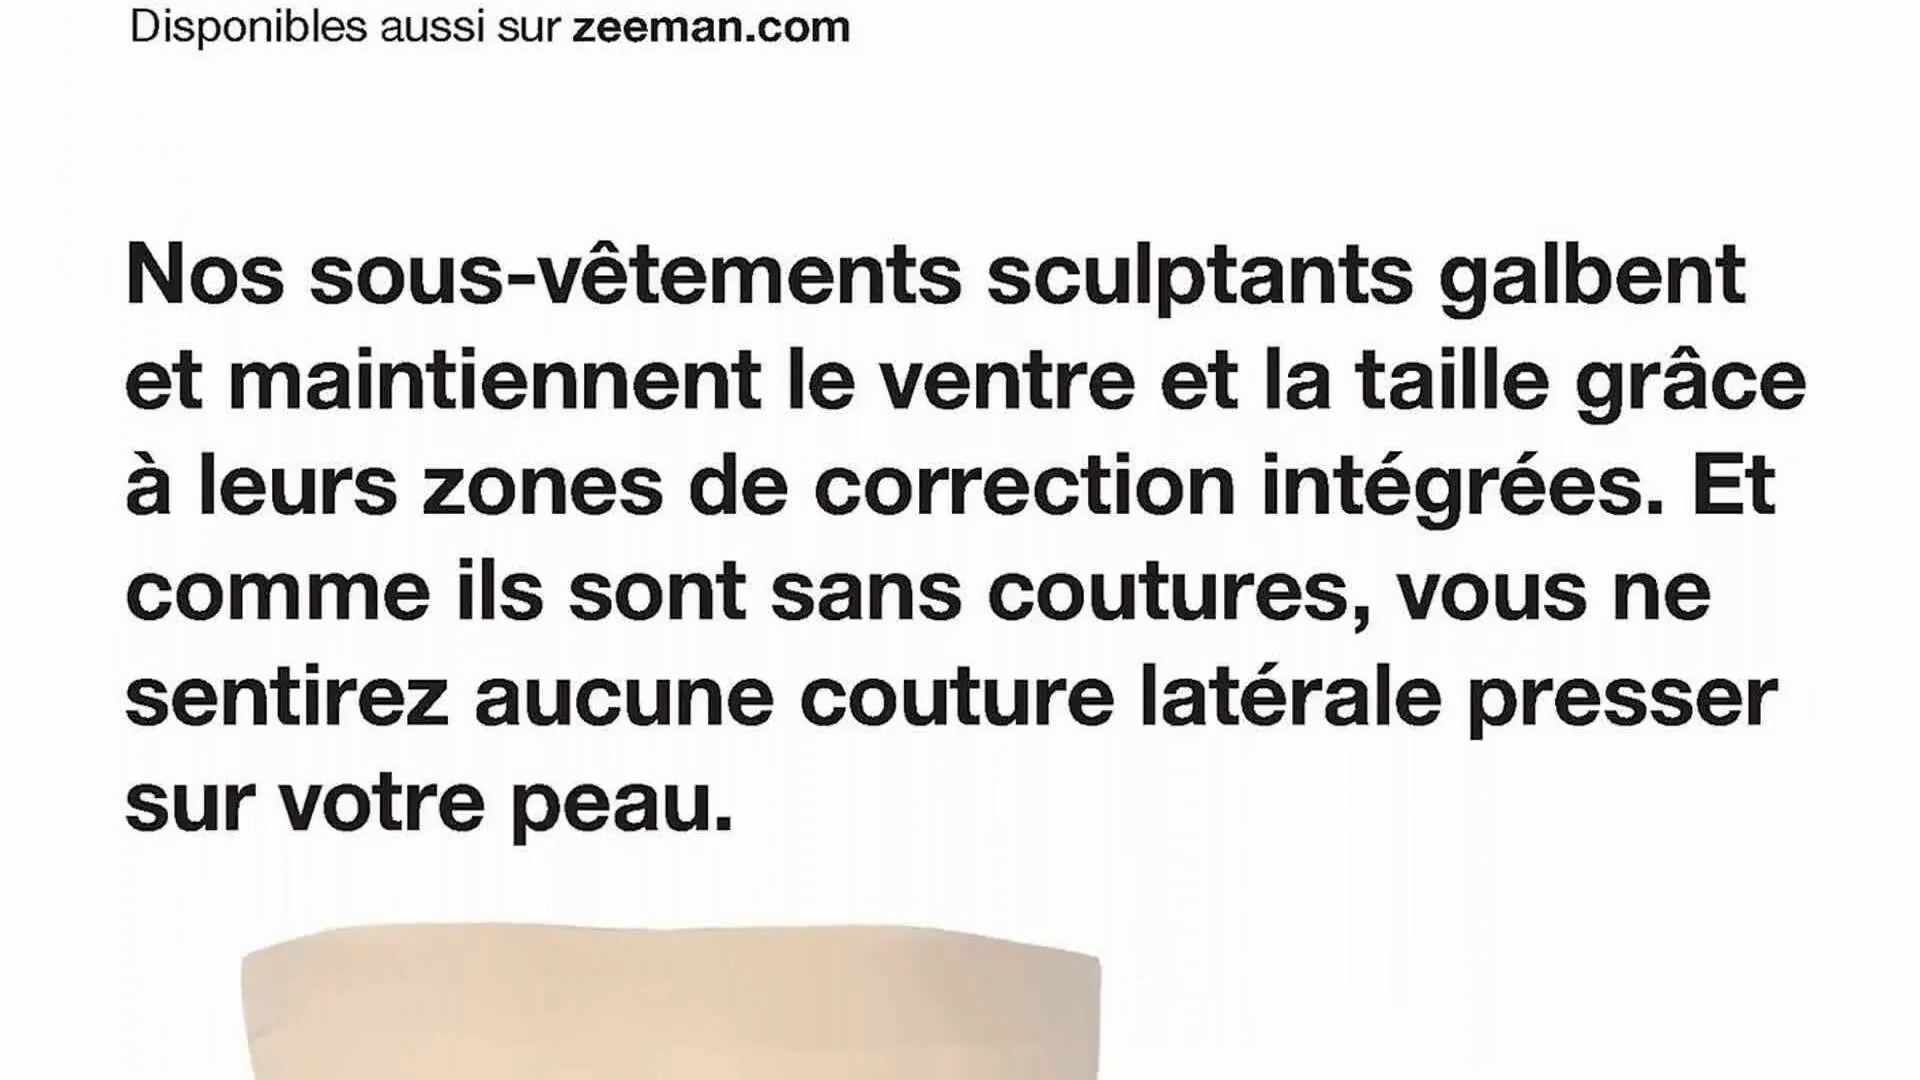 Disponibles aussi sur zeeman.com
Nos sous-vêtements sculptants galbent
et maintiennent le ventre et la taille grâce
à leurs zones de correction intégrées. Et
comme ils sont sans coutures, vous ne
sentirez aucune couture latérale presser
sur votre peau.